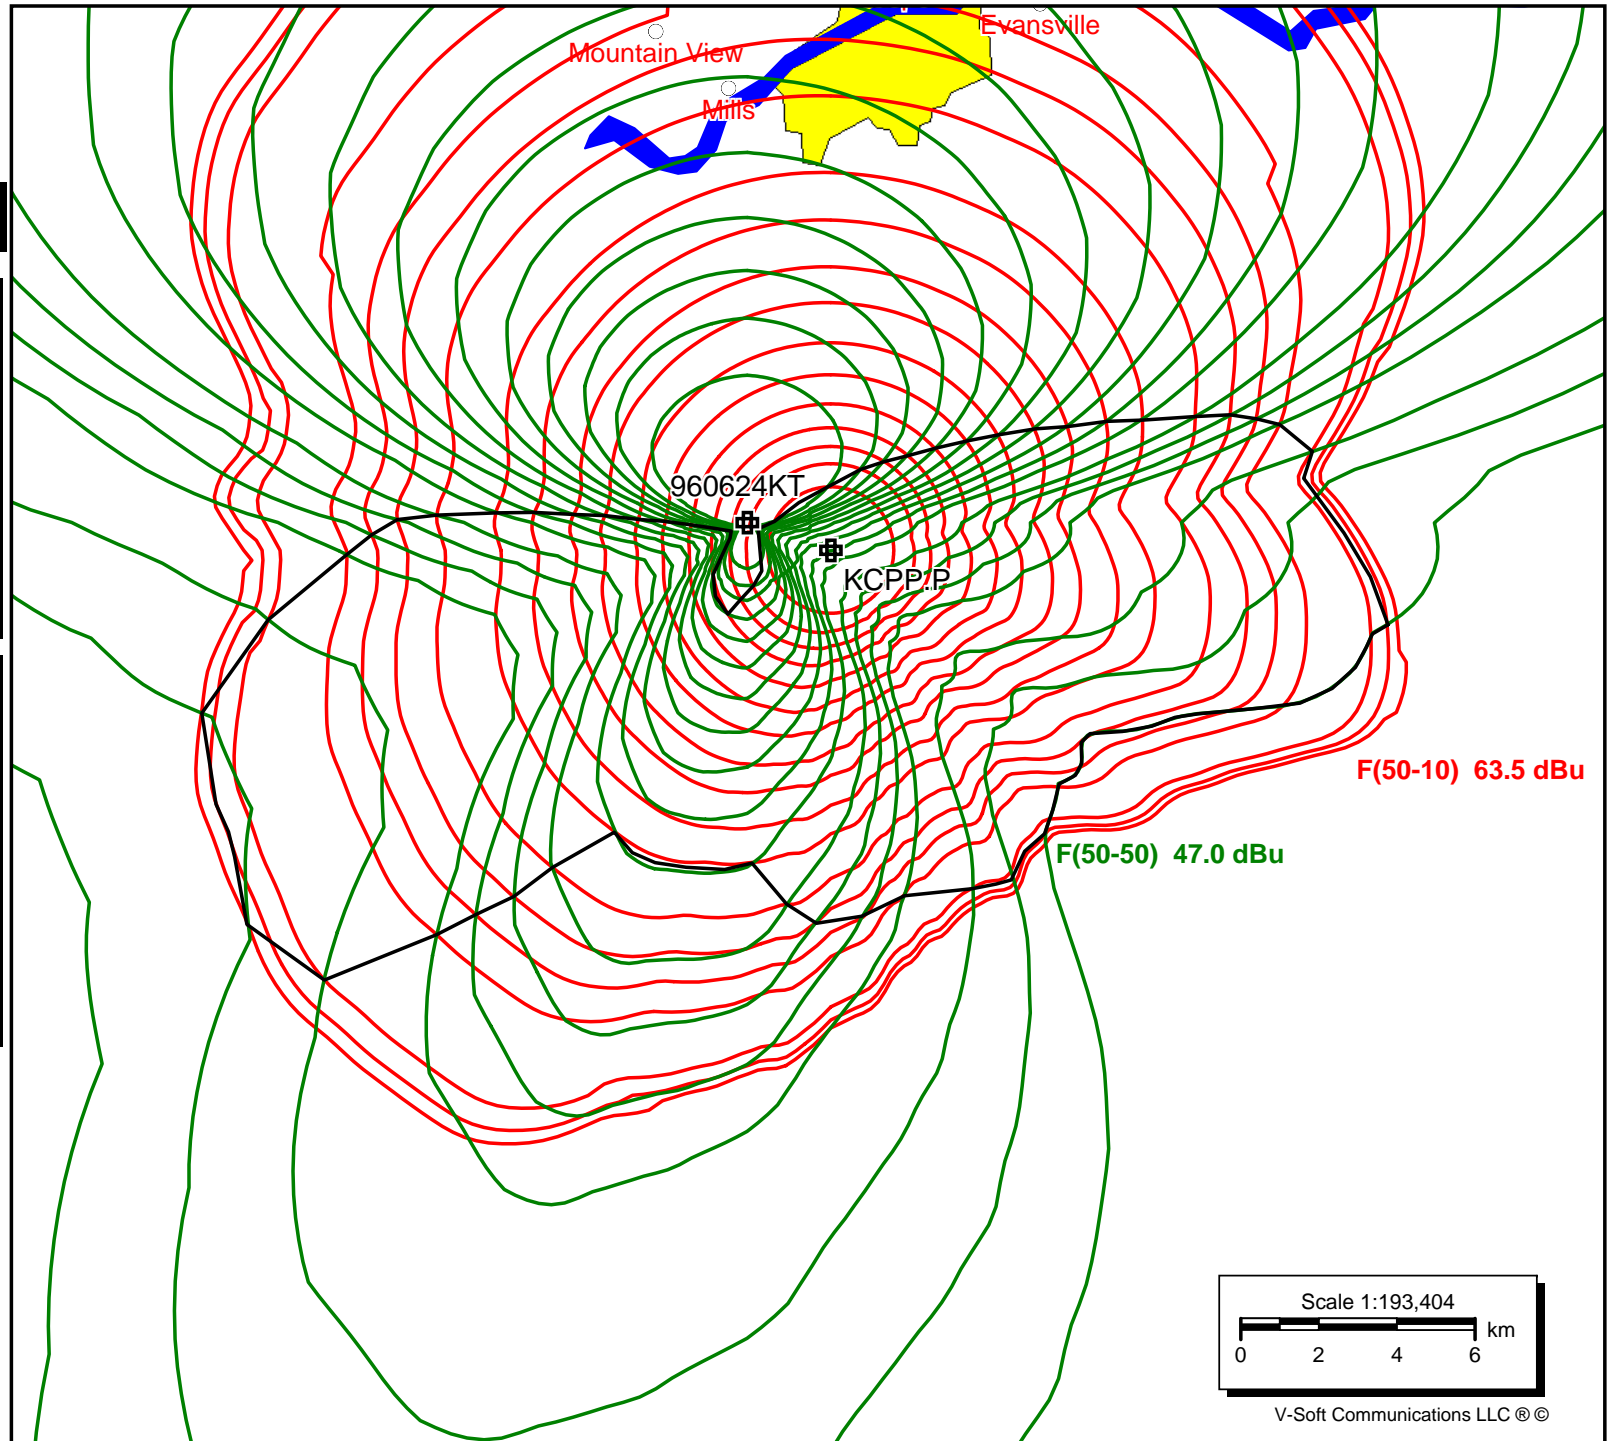 Evansville
Mountain View
Mills
960624KT
KCPP.P
F(50-10) 63.5 dBu
F(50-50) 47.0 dBu
Scale 1:193,404
km
0 2 4 6
V-Soft Communications LLC ® ©